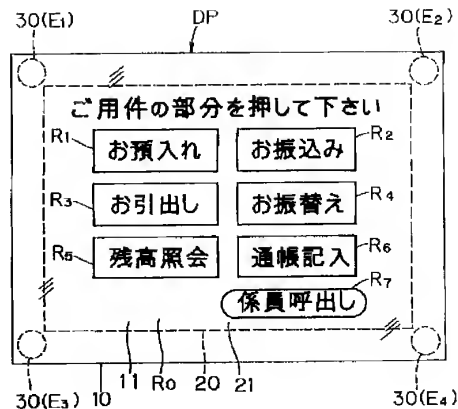 30(E1) DP 30(E2)
ご用件の部分を押して下さい
R1 お預入れ お振込み R2
R3 お引出し お振替え R4
R5 残高照会 通帳記入 R6
係員呼出し R7
30(E3) 10 11 R0 20 21 30(E4)